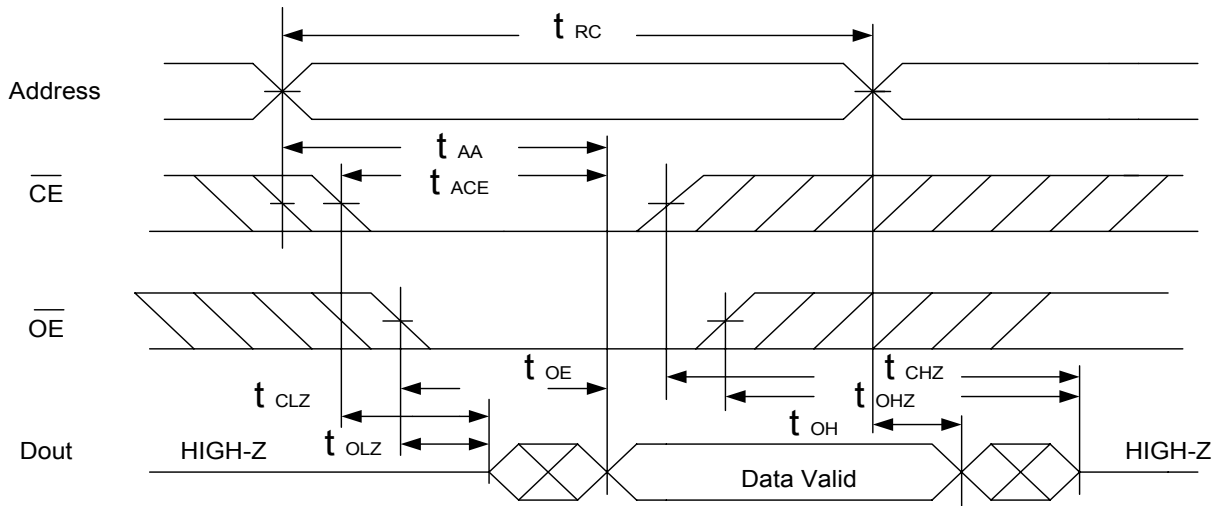 t RC
Address
t AA
CE
t ACE
OE
t OE
t CHZ
t CLZ
t OHZ
t OH
t OLZ
Dout
HIGH-Z
Data Valid
HIGH-Z